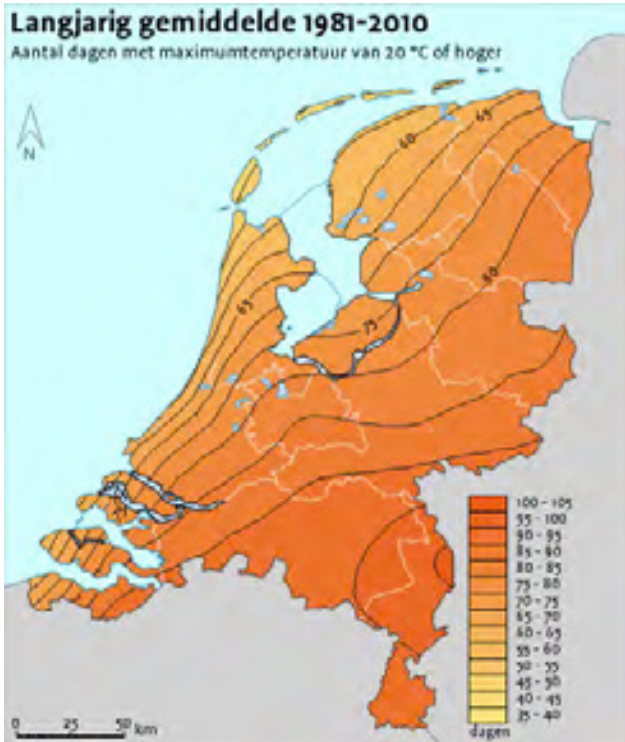 Langjarig gemiddelde 1981-2010
Aantal dagen met maximumtemperatuur van 20 °C of hoger
N
65
60
80
65
75
100 - 105
95 - 100
90 - 95
85 - 90
80 - 85
75 - 80
70 - 75
65 - 70
60 - 65
55 - 60
50 - 55
45 - 50
40 - 45
35 - 40
dagen
0 25 50 km